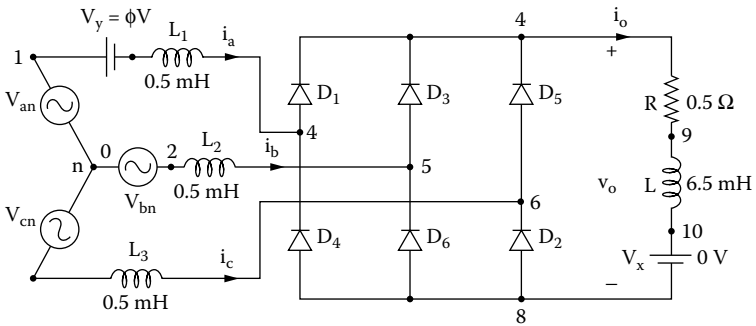 V_y = ϕV
L_1
i_a
4
i_o
1
+
0.5 mH
D_1
D_3
D_5
V_an
R
0.5 Ω
4
0
2
L_2
i_b
9
n
5
0.5 mH
v_o
L
6.5 mH
V_bn
V_cn
6
10
L_3
i_c
D_4
D_6
D_2
V_x
0 V
0.5 mH
−
8